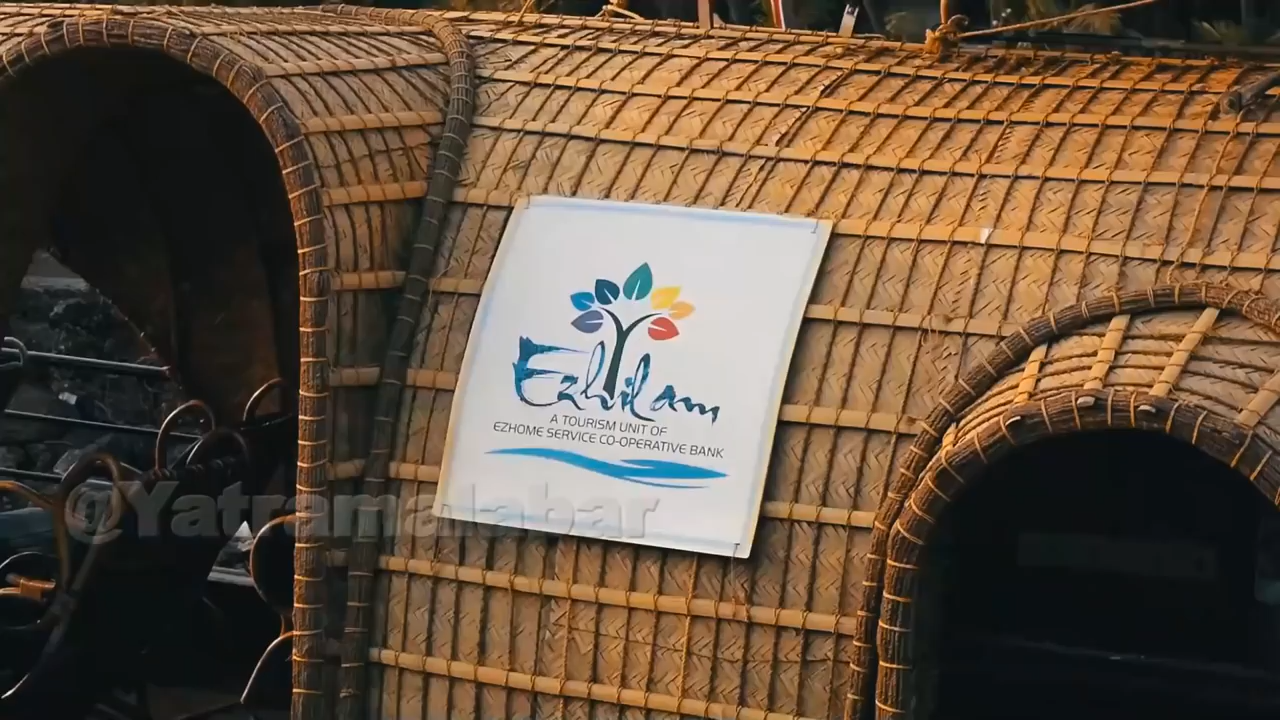 Ezhilam
A TOURISM UNIT OF
EZHOME SERVICE CO-OPERATIVE BANK
@Yatramalabar